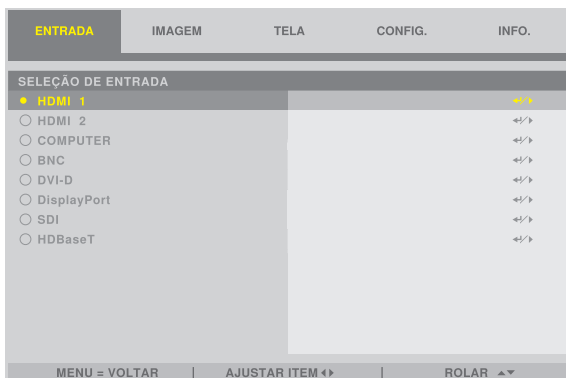 ENTRADA IMAGEM TELA CONFIG. INFO.
SELEÇÃO DE ENTRADA
HDMI 1
HDMI 2
COMPUTER
BNC
DVI-D
DisplayPort
SDI
HDBaseT
MENU = VOLTAR | AJUSTAR ITEM | ROLAR